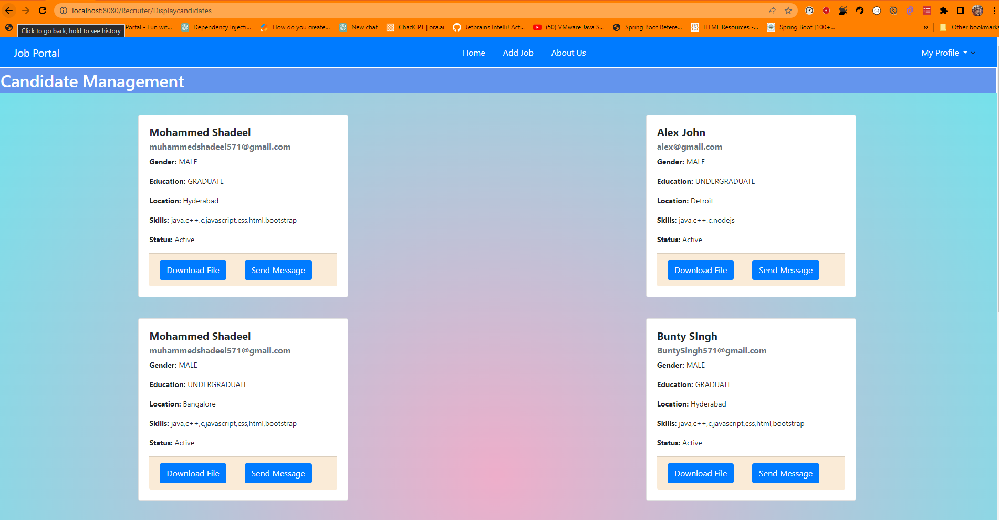 localhost:8080/Recruiter/Displaycandidates
Portal - Fun wit... Dependency Injecti... How do you create... New chat ChadGPT | ora.ai Jetbrains IntelliJ Act... (50) VMware Java S... Spring Boot Refere... HTML Resources -... Spring Boot [100+... » Other bookmarks
Click to go back, hold to see history
Job Portal Home Add Job About Us My Profile
Candidate Management
Mohammed Shadeel
muhammedshadeel571@gmail.com
Gender: MALE
Education: GRADUATE
Location: Hyderabad
Skills: java,c++,c,javascript,css,html,bootstrap
Status: Active
Download File Send Message
Alex John
alex@gmail.com
Gender: MALE
Education: UNDERGRADUATE
Location: Detroit
Skills: java,c++,c,nodejs
Status: Active
Download File Send Message
Mohammed Shadeel
muhammedshadeel571@gmail.com
Gender: MALE
Education: UNDERGRADUATE
Location: Bangalore
Skills: java,c++,c,javascript,css,html,bootstrap
Status: Active
Download File Send Message
Bunty SIngh
BuntySingh571@gmail.com
Gender: MALE
Education: GRADUATE
Location: Hyderabad
Skills: java,c++,c,javascript,css,html,bootstrap
Status: Active
Download File Send Message